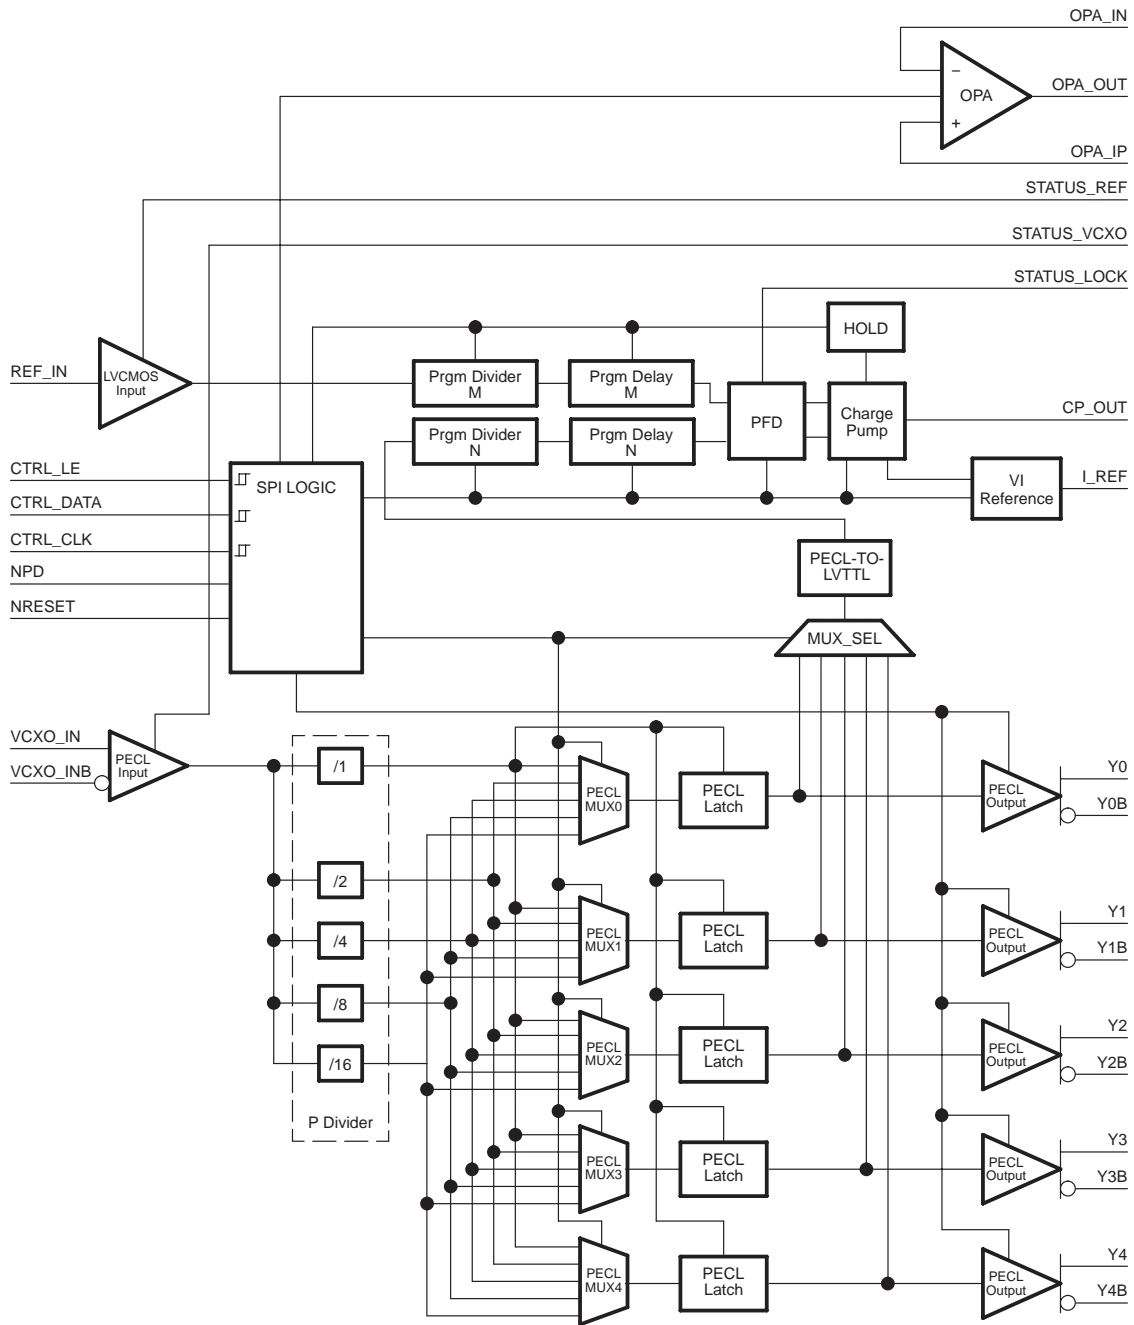 OPA_IN
−
OPA
OPA_OUT
+
OPA_IP
STATUS_REF
STATUS_VCXO
STATUS_LOCK
HOLD
REF_IN
LVCMOS
Input
Prgm Divider
M
Prgm Delay
M
PFD
Charge
Pump
CP_OUT
Prgm Divider
N
Prgm Delay
N
CTRL_LE
SPI LOGIC
VI
Reference
I_REF
CTRL_DATA
CTRL_CLK
PECL-TO-
LVTTL
NPD
NRESET
MUX_SEL
VCXO_IN
VCXO_INB
PECL
Input
/1
PECL
MUX0
PECL
Latch
PECL
Output
Y0
Y0B
/2
/4
PECL
MUX1
PECL
Latch
PECL
Output
Y1
Y1B
/8
/16
P Divider
PECL
MUX2
PECL
Latch
PECL
Output
Y2
Y2B
PECL
MUX3
PECL
Latch
PECL
Output
Y3
Y3B
PECL
MUX4
PECL
Latch
PECL
Output
Y4
Y4B